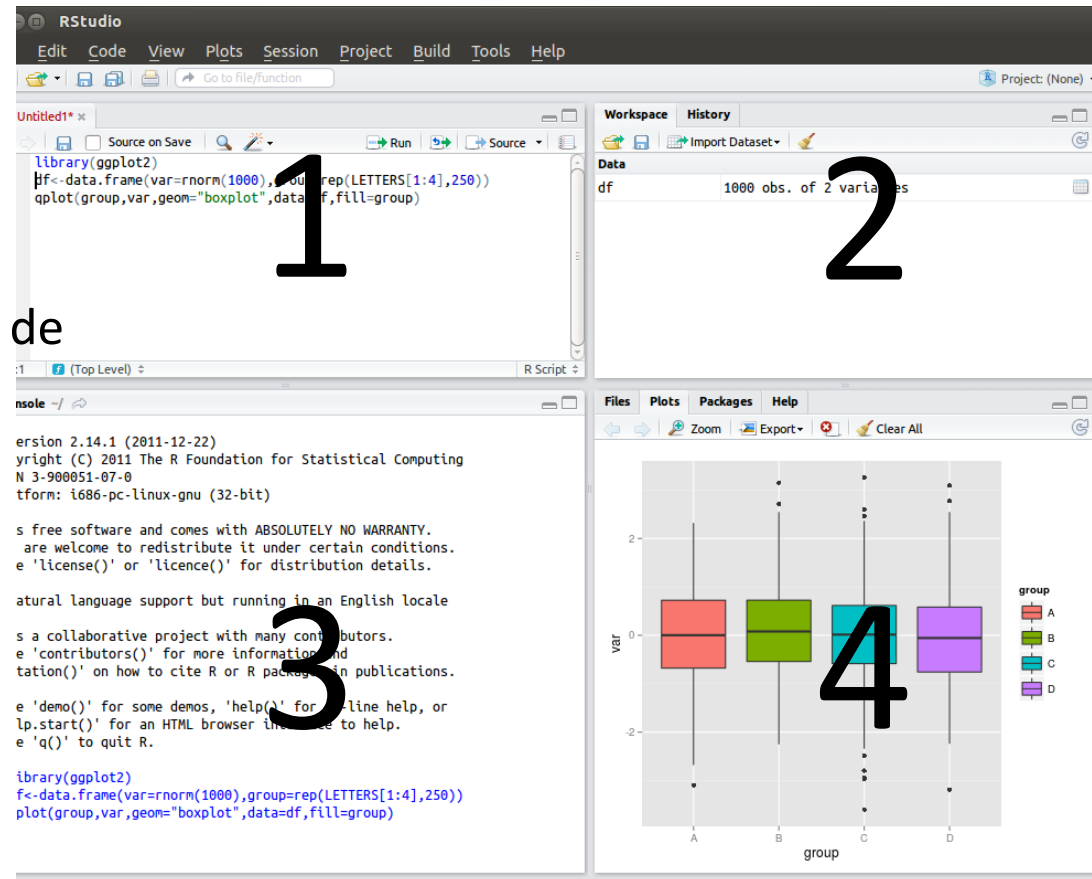 RStudio
Edit Code View Plots Session Project Build Tools Help
Go to file/function
Project: (None)
Untitled1*
Source on Save
Run
Source
library(ggplot2)
df<-data.frame(var=rnorm(1000),group=rep(LETTERS[1:4],250))
qplot(group,var,geom="boxplot",data=df,fill=group)
1
de
:1 (Top Level)
R Script
Workspace History
Import Dataset
Data
df 1000 obs. of 2 variables
2
nsole ~/
ersion 2.14.1 (2011-12-22)
yright (C) 2011 The R Foundation for Statistical Computing
N 3-900051-07-0
tform: i686-pc-linux-gnu (32-bit)
s free software and comes with ABSOLUTELY NO WARRANTY.
are welcome to redistribute it under certain conditions.
e 'license()' or 'licence()' for distribution details.
atural language support but running in an English locale
s a collaborative project with many contributors.
e 'contributors()' for more information and
tation()' on how to cite R or R packages in publications.
e 'demo()' for some demos, 'help()' for on-line help, or
lp.start()' for an HTML browser interface to help.
e 'q()' to quit R.
ibrary(ggplot2)
f<-data.frame(var=rnorm(1000),group=rep(LETTERS[1:4],250))
plot(group,var,geom="boxplot",data=df,fill=group)
3
Files Plots Packages Help
Zoom Export Clear All
2
0
-2
var
A B C D
group
group
A
B
C
D
4